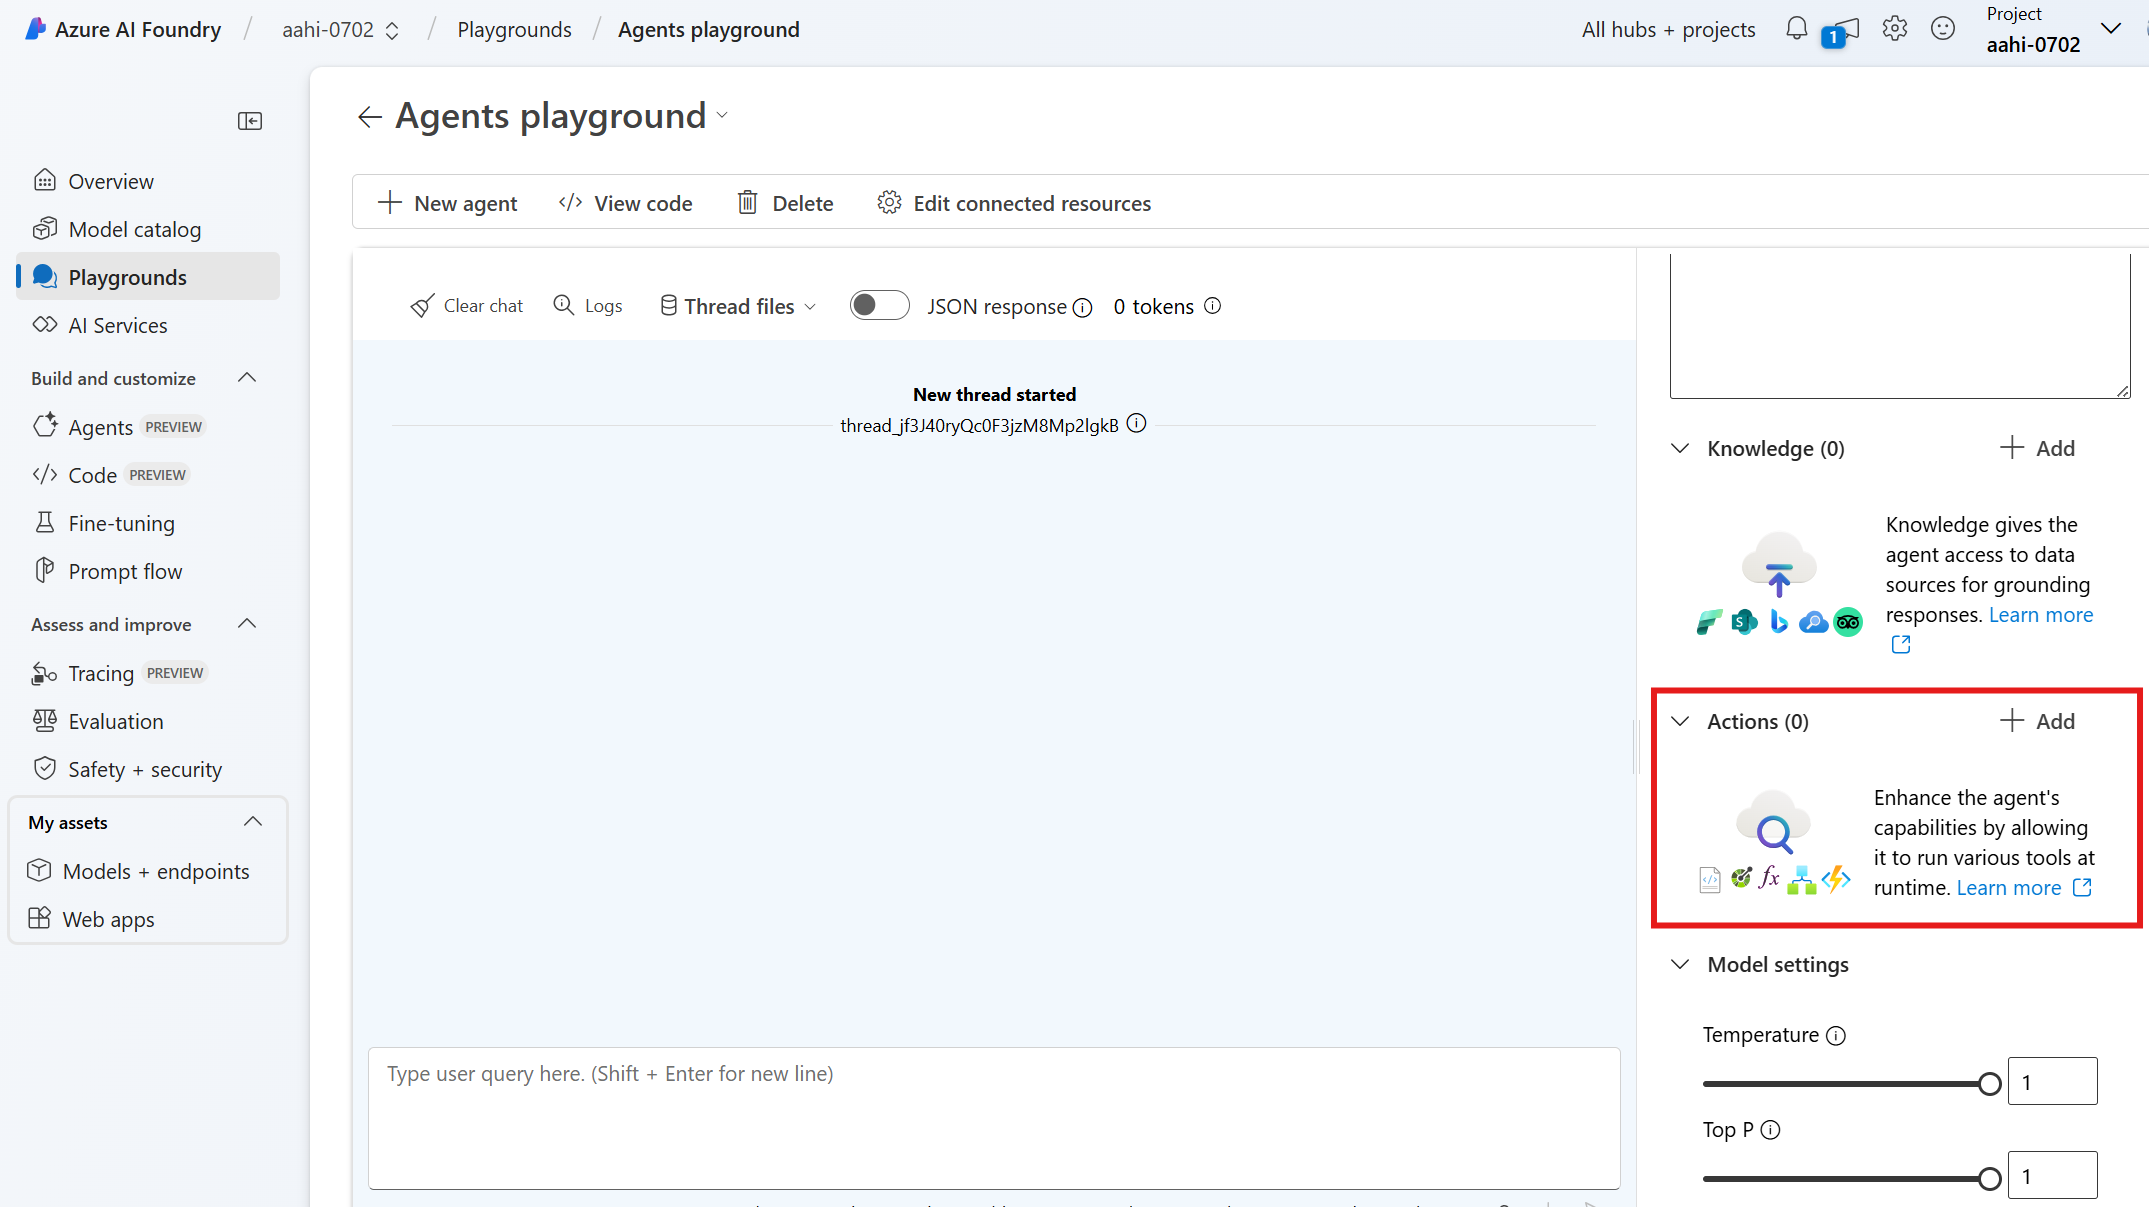 Azure AI Foundry / aahi-0702 / Playgrounds / Agents playground
All hubs + projects
1
Project
aahi-0702
Overview
Model catalog
Playgrounds
AI Services
Build and customize
Agents PREVIEW
Code PREVIEW
Fine-tuning
Prompt flow
Assess and improve
Tracing PREVIEW
Evaluation
Safety + security
My assets
Models + endpoints
Web apps
Agents playground
New agent
View code
Delete
Edit connected resources
Clear chat
Logs
Thread files
JSON response
0 tokens
New thread started
thread_jf3J40ryQc0F3jzM8Mp2lgkB
Type user query here. (Shift + Enter for new line)
Knowledge (0)
Add
Knowledge gives the
agent access to data
sources for grounding
responses. Learn more
Actions (0)
Add
Enhance the agent's
capabilities by allowing
it to run various tools at
runtime. Learn more
Model settings
Temperature
1
Top P
1